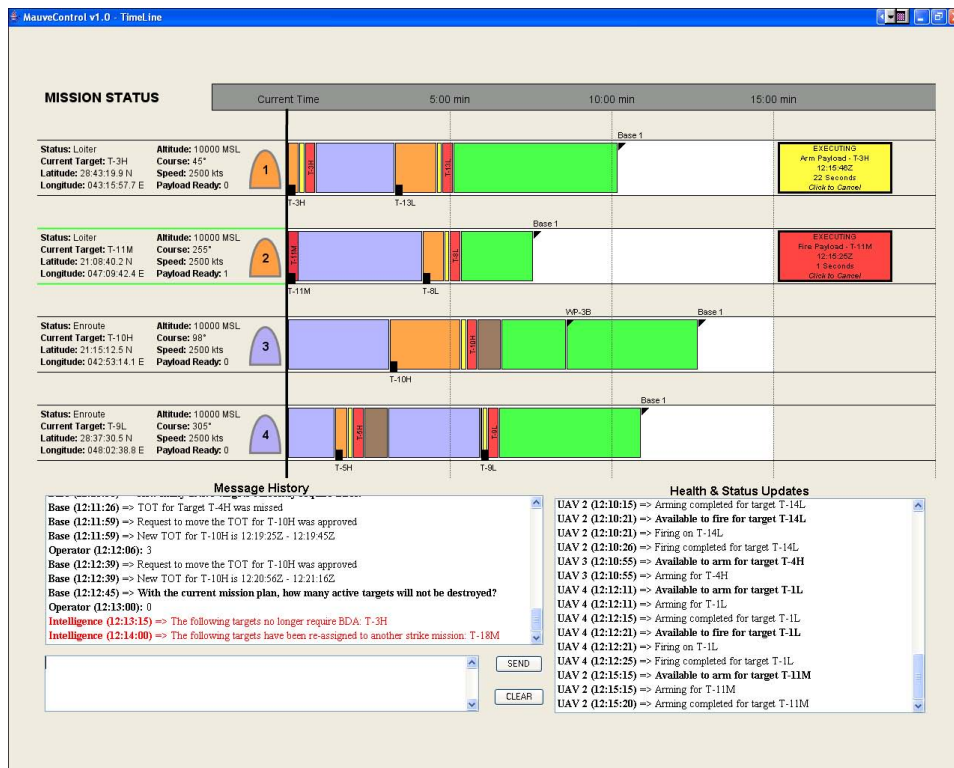 MauveControl v1.0 - TimeLine
MISSION STATUS
Current Time 5:00 min 10:00 min 15:00 min
Base 1
Status: Loiter Altitude: 10000 MSL
Current Target: T-3H Course: 45°
Latitude: 28:43:19.9 N Speed: 2500 kts
Longitude: 043:15:57.7 E Payload Ready: 0
1
T-3H
T-13L
EXECUTING
Arm Payload - T-3H
12:15:46Z
22 Seconds
Click to Cancel
T-3H T-13L
Base 1
Status: Loiter Altitude: 10000 MSL
Current Target: T-11M Course: 255°
Latitude: 21:08:40.2 N Speed: 2500 kts
Longitude: 047:09:42.4 E Payload Ready: 1
2
T-11M
T-8L
EXECUTING
Fire Payload - T-11M
12:15:25Z
1 Seconds
Click to Cancel
T-11M T-8L
WP-3B Base 1
Status: Enroute Altitude: 10000 MSL
Current Target: T-10H Course: 98°
Latitude: 21:15:12.5 N Speed: 2500 kts
Longitude: 042:53:14.1 E Payload Ready: 0
3
T-10H
T-10H
Base 1
Status: Enroute Altitude: 10000 MSL
Current Target: T-9L Course: 305°
Latitude: 28:37:30.5 N Speed: 2500 kts
Longitude: 048:02:38.8 E Payload Ready: 0
4
T-5H
T-9L
T-5H T-9L
Message History
Base (12:11:26) => TOT for Target T-4H was missed
Base (12:11:59) => Request to move the TOT for T-10H was approved
Base (12:11:59) => New TOT for T-10H is 12:19:25Z - 12:19:45Z
Operator (12:12:06): 3
Base (12:12:39) => Request to move the TOT for T-10H was approved
Base (12:12:39) => New TOT for T-10H is 12:20:56Z - 12:21:16Z
Base (12:12:45) => With the current mission plan, how many active targets will not be destroyed?
Operator (12:13:00): 0
Intelligence (12:13:15) => The following targets no longer require BDA: T-3H
Intelligence (12:14:00) => The following targets have been re-assigned to another strike mission: T-18M
SEND
CLEAR
Health & Status Updates
UAV 2 (12:10:15) => Arming completed for target T-14L
UAV 2 (12:10:21) => Available to fire for target T-14L
UAV 2 (12:10:21) => Firing on T-14L
UAV 2 (12:10:26) => Firing completed for target T-14L
UAV 3 (12:10:55) => Available to arm for target T-4H
UAV 3 (12:10:55) => Arming for T-4H
UAV 4 (12:12:11) => Available to arm for target T-1L
UAV 4 (12:12:11) => Arming for T-1L
UAV 4 (12:12:15) => Arming completed for target T-1L
UAV 4 (12:12:21) => Available to fire for target T-1L
UAV 4 (12:12:21) => Firing on T-1L
UAV 4 (12:12:25) => Firing completed for target T-1L
UAV 2 (12:15:15) => Available to arm for target T-11M
UAV 2 (12:15:15) => Arming for T-11M
UAV 2 (12:15:20) => Arming completed for target T-11M